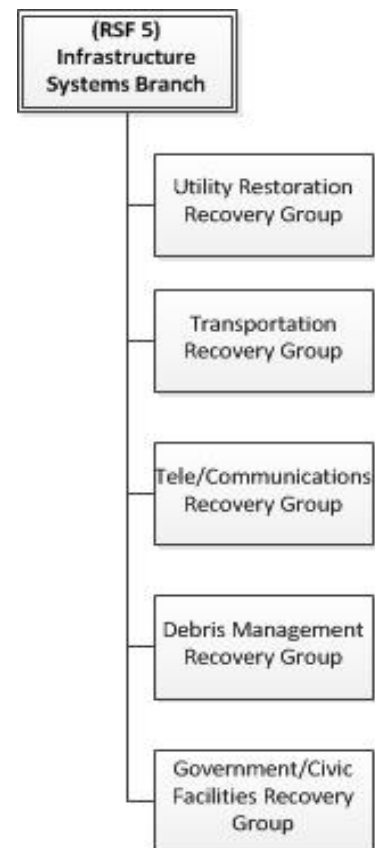 (RSF 5)
Infrastructure
Systems Branch
Utility Restoration
Recovery Group
Transportation
Recovery Group
Tele/Communications
Recovery Group
Debris Management
Recovery Group
Government/Civic
Facilities Recovery
Group